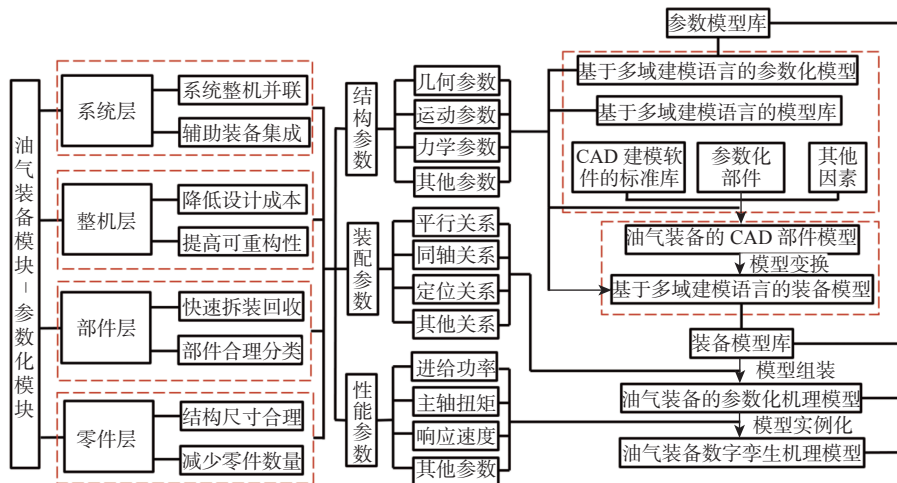 油气装备模块－参数化模块
系统层
系统整机并联
辅助装备集成
整机层
降低设计成本
提高可重构性
部件层
快速拆装回收
部件合理分类
零件层
结构尺寸合理
减少零件数量
结构参数
几何参数
运动参数
力学参数
其他参数
装配参数
平行关系
同轴关系
定位关系
其他关系
性能参数
进给功率
主轴扭矩
响应速度
其他参数
参数模型库
基于多域建模语言的参数化模型
基于多域建模语言的模型库
CAD 建模软
件的标准库
参数化
部件
其他
因素
油气装备的 CAD 部件模型
模型变换
基于多域建模语言的装备模型
装备模型库
模型组装
油气装备的参数化机理模型
模型实例化
油气装备数字孪生机理模型